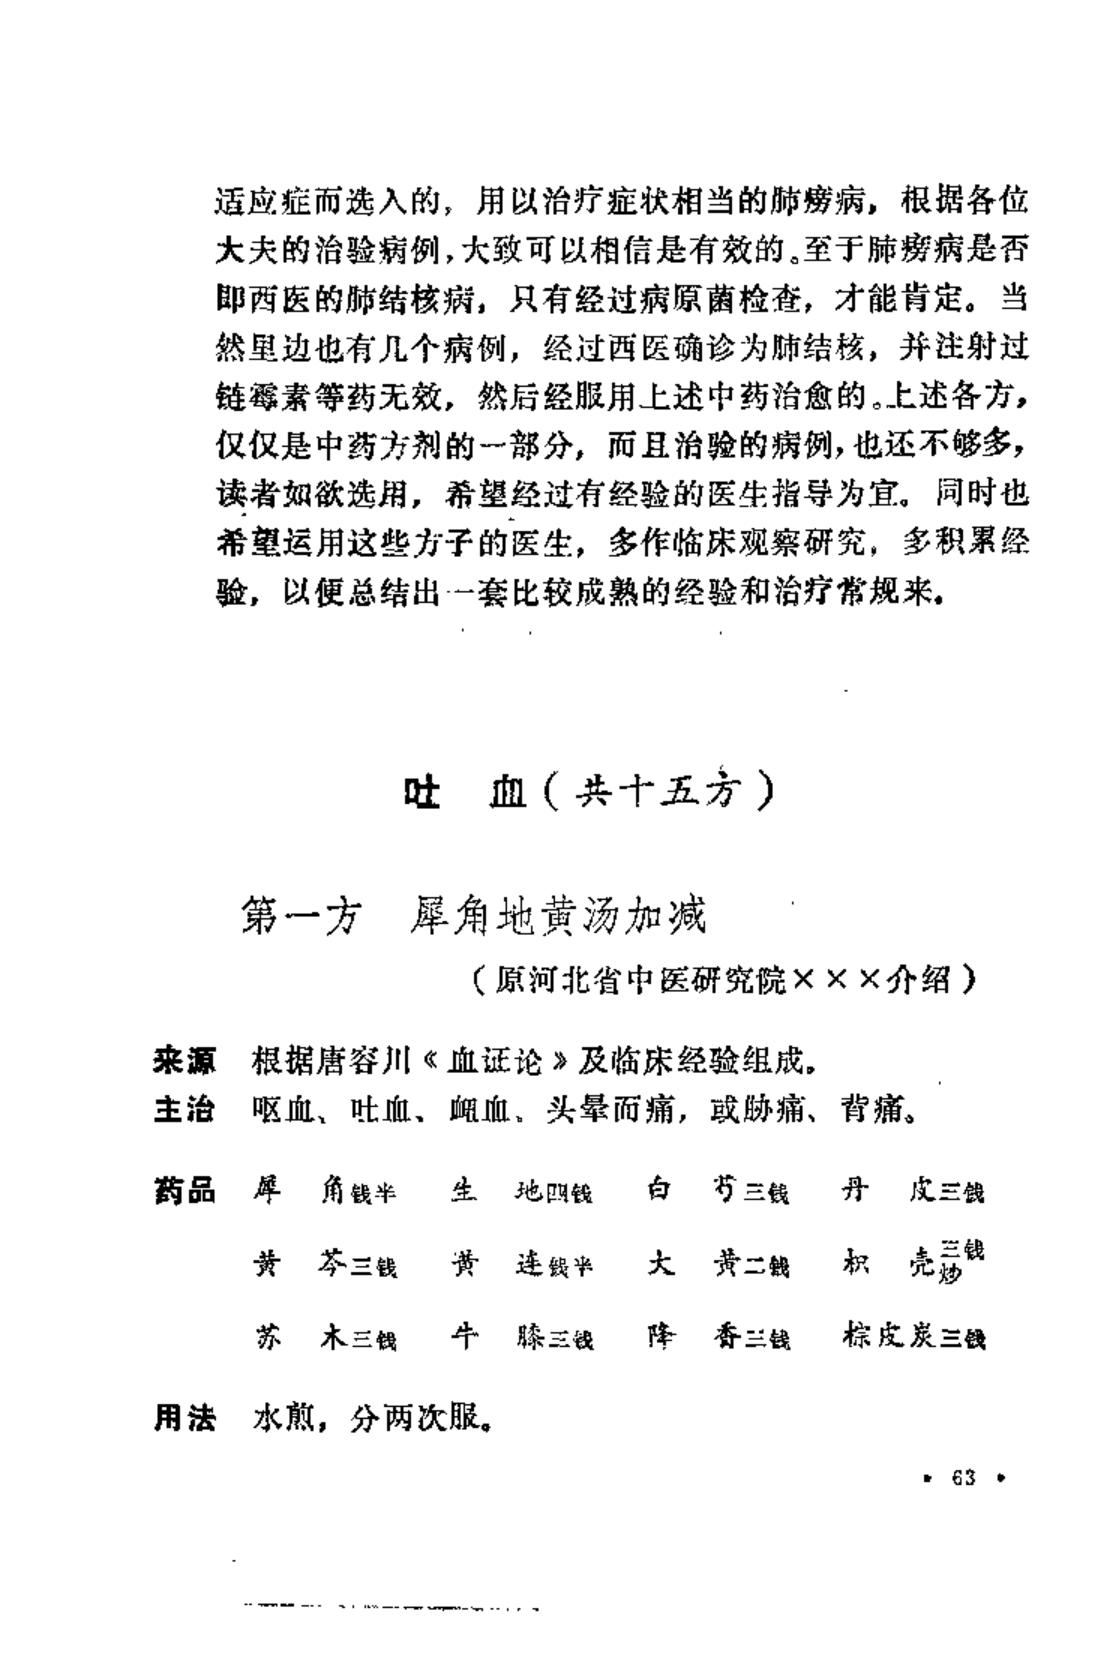 适应症而选入的，用以治疗症状相当的肺痨病，根据各位
大夫的治验病例，大致可以相信是有效的。至于肺痨病是否
即西医的肺结核病，只有经过病原菌检查，才能肯定。当
然里边也有几个病例，经过西医确诊为肺结核，并注射过
链霉素等药无效，然后经服用上述中药治愈的。上述各方，
仅仅是中药方剂的一部分，而且治验的病例，也还不够多，
读者如欲选用，希望经过有经验的医生指导为宜。同时也
希望运用这些方子的医生，多作临床观察研究，多积累经
验，以便总结出一套比较成熟的经验和治疗常规来。
吐 血（共十五方）
第一方 犀角地黄汤加减
（原河北省中医研究院×××介绍）
来源 根据唐容川《血证论》及临床经验组成。
主治 呕血、吐血、衄血。头晕而痛，或胁痛、背痛。
药品 犀 角钱半 生 地四钱 白 芍三钱 丹 皮三钱
黄 芩三钱 黄 连钱半 大 黄二钱 枳 壳三钱炒
苏 木三钱 牛 膝三钱 降 香三钱 棕皮炭三钱
用法 水煎，分两次服。
• 63 •